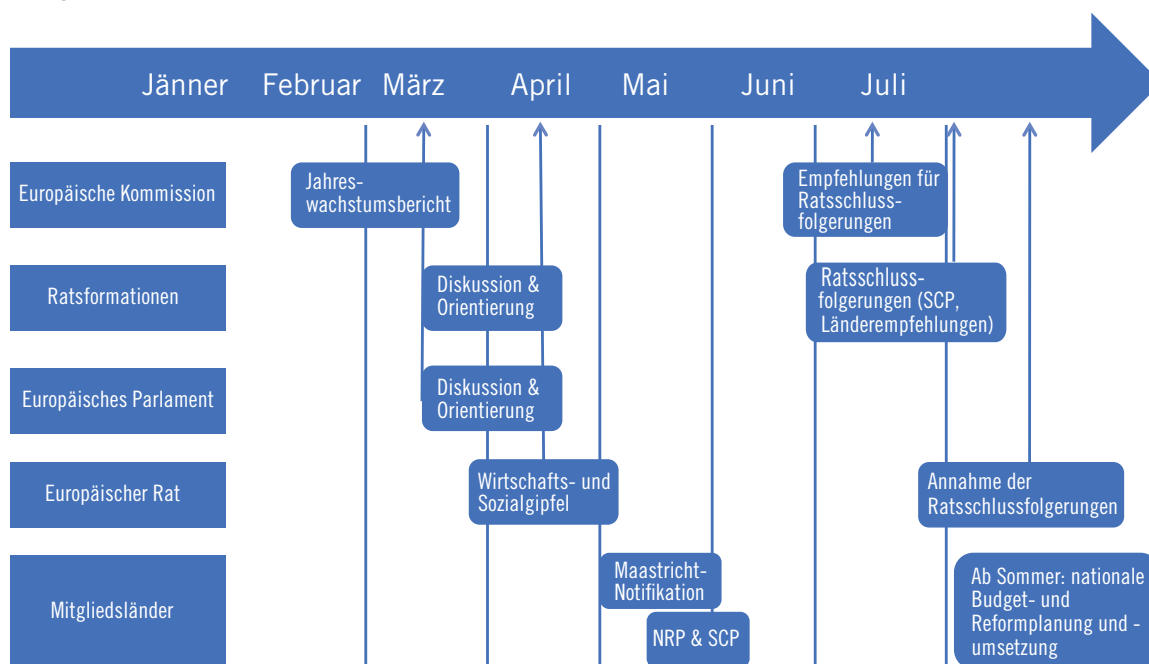 Jänner Februar März April Mai Juni Juli
Europäische Kommission
Jahres-
wachstumsbericht
Empfehlungen für
Ratsschluss-
folgerungen
Ratsformationen
Diskussion &
Orientierung
Ratsschluss-
folgerungen (SCP,
Länderempfehlungen)
Europäisches Parlament
Diskussion &
Orientierung
Europäischer Rat
Wirtschafts- und
Sozialgipfel
Annahme der
Ratsschlussfolgerungen
Mitgliedsländer
Maastricht-
Notifikation
NRP & SCP
Ab Sommer: nationale
Budget- und
Reformplanung und -
umsetzung